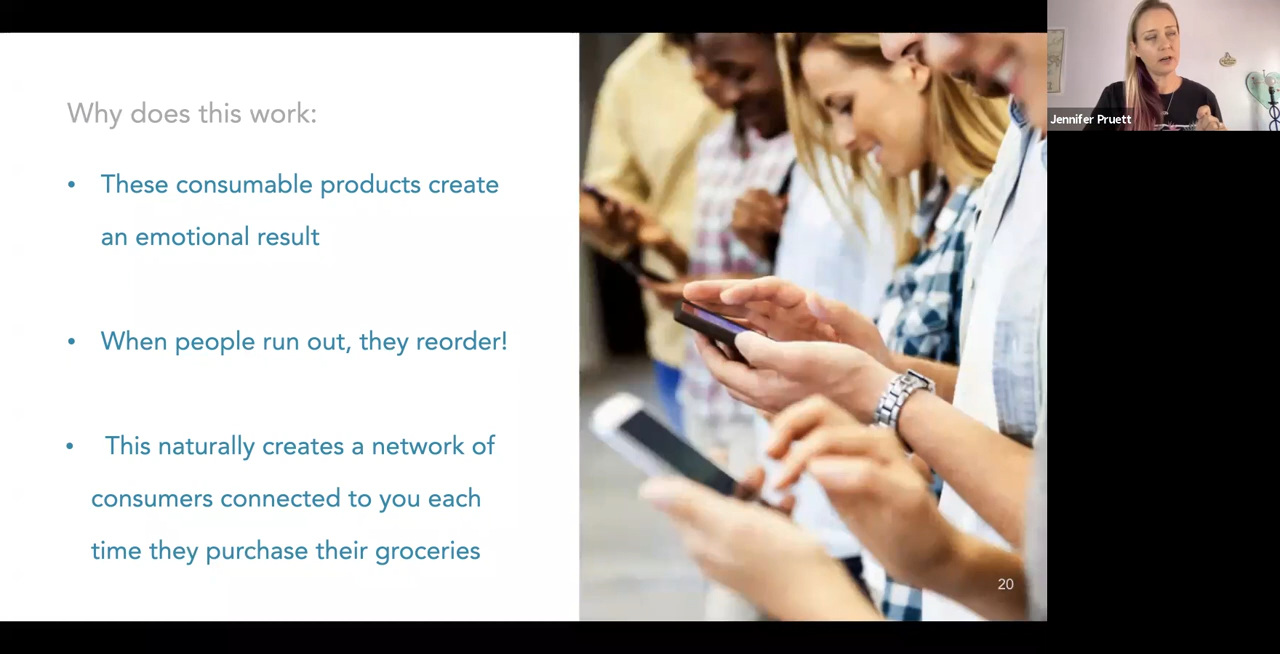 Why does this work:
• These consumable products create
an emotional result
• When people run out, they reorder!
• This naturally creates a network of
consumers connected to you each
time they purchase their groceries
20
Jennifer Pruett